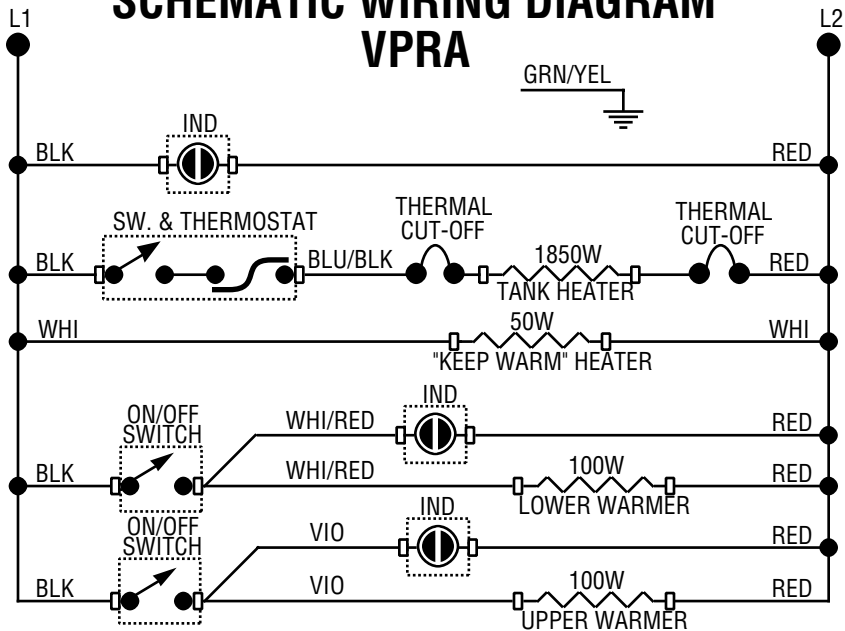 SCHEMATIC WIRING DIAGRAM
VPRA
L1
L2
GRN/YEL
IND
BLK
RED
SW. & THERMOSTAT
THERMAL
CUT-OFF
THERMAL
CUT-OFF
BLK
BLU/BLK
1850W
TANK HEATER
RED
WHI
50W
"KEEP WARM" HEATER
WHI
ON/OFF
SWITCH
WHI/RED
IND
RED
BLK
WHI/RED
100W
LOWER WARMER
RED
ON/OFF
SWITCH
VIO
IND
RED
BLK
VIO
100W
UPPER WARMER
RED